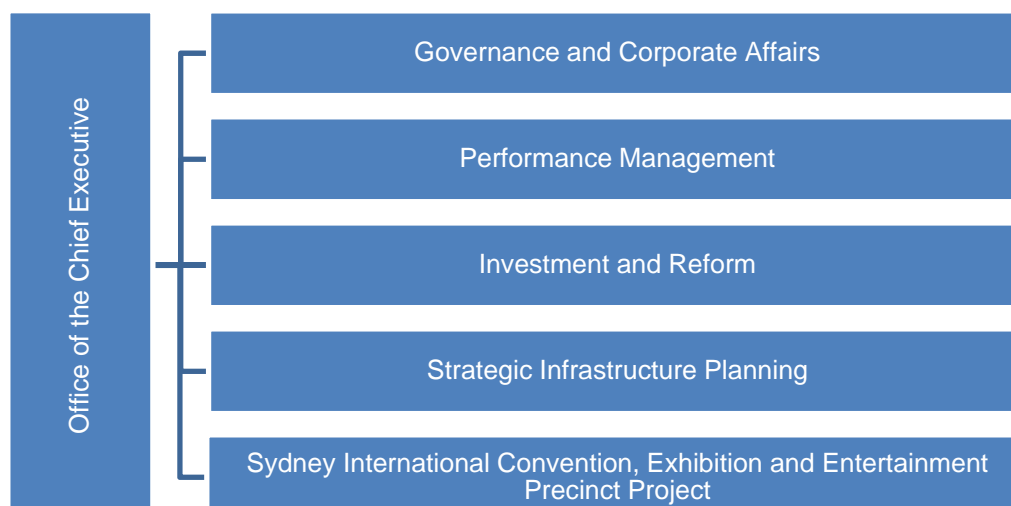 Office of the Chief Executive
Governance and Corporate Affairs
Performance Management
Investment and Reform
Strategic Infrastructure Planning
Sydney International Convention, Exhibition and Entertainment
Precinct Project